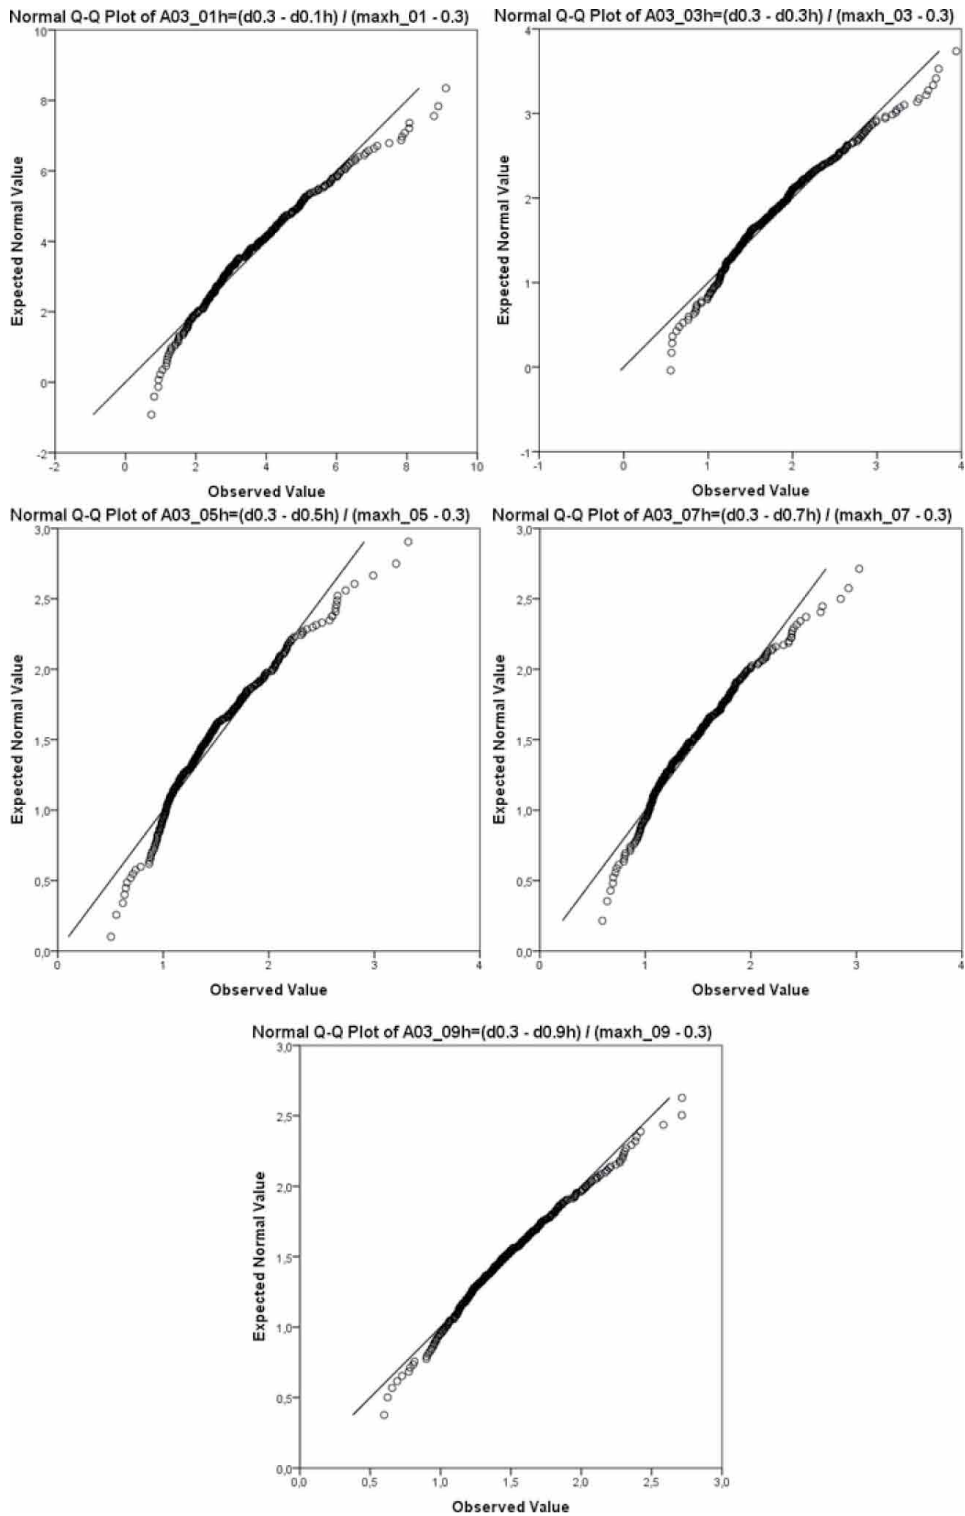 Normal Q-Q Plot of A03_01h=(d0.3 - d0.1h) / (maxh_01 - 0.3)
10
8
6
4
2
0
-2
Expected Normal Value
-2 0 2 4 6 8 10
Observed Value
Normal Q-Q Plot of A03_03h=(d0.3 - d0.3h) / (maxh_03 - 0.3)
4
3
2
1
0
-1
Expected Normal Value
-1 0 1 2 3 4
Observed Value
Normal Q-Q Plot of A03_05h=(d0.3 - d0.5h) / (maxh_05 - 0.3)
3,0
2,5
2,0
1,5
1,0
0,5
0,0
Expected Normal Value
0 1 2 3 4
Observed Value
Normal Q-Q Plot of A03_07h=(d0.3 - d0.7h) / (maxh_07 - 0.3)
3,0
2,5
2,0
1,5
1,0
0,5
0,0
Expected Normal Value
0 1 2 3 4
Observed Value
Normal Q-Q Plot of A03_09h=(d0.3 - d0.9h) / (maxh_09 - 0.3)
3,0
2,5
2,0
1,5
1,0
0,5
0,0
Expected Normal Value
0,0 0,5 1,0 1,5 2,0 2,5 3,0
Observed Value